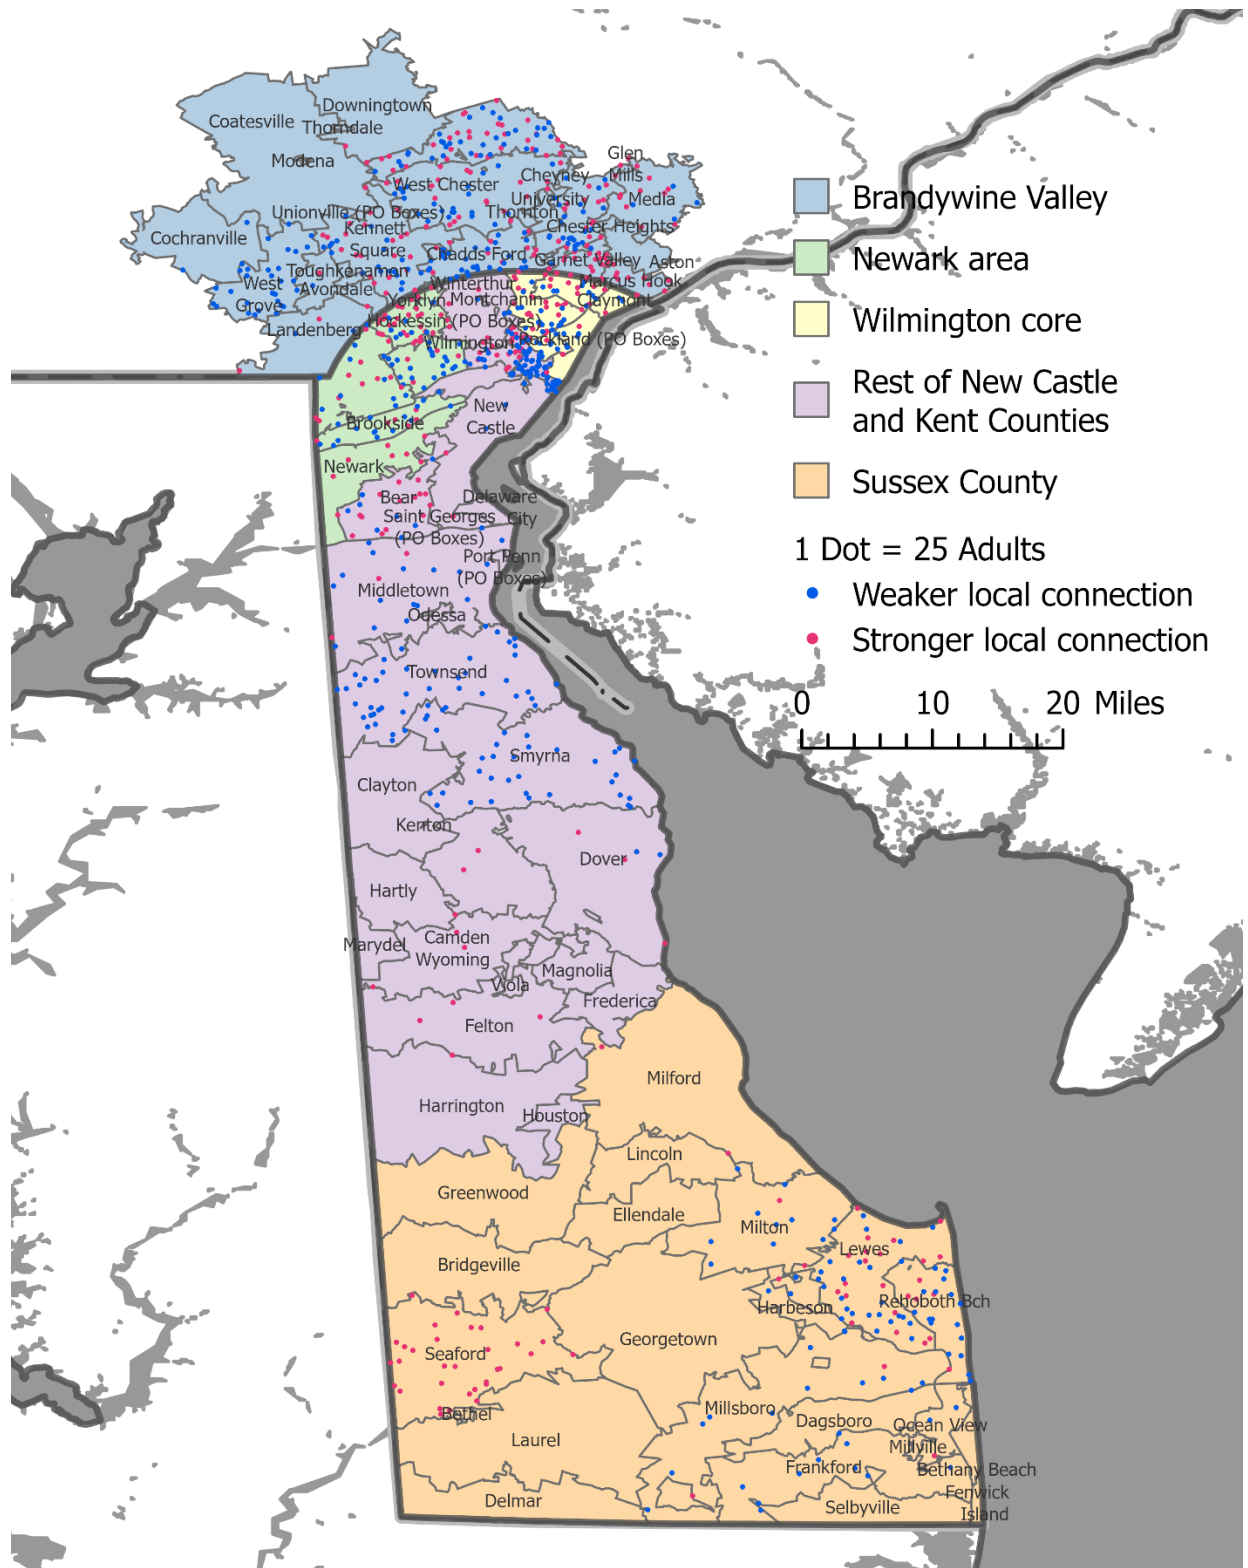 Downingtown
Coatesville
Thorndale
Modena
Glen
Mills
Cheyney
University
West Chester
Media
Thornton
Unionville (PO Boxes)
Kennett
Square
Chester Heights
Cochranville
Chadds Ford
Garnet Valley
Aston
Toughkenamon
Marcus Hook
West
Grove
Avondale
Winterthur
Yorklyn
Montchanin
Claymont
Landenberg
Hockessin
(PO Boxes)
Wilmington
Rockland (PO Boxes)
New
Castle
Brookside
Newark
Bear
Delaware
City
Saint Georges
(PO Boxes)
Port Penn
(PO Boxes)
Middletown
Odessa
Townsend
Smyrna
Clayton
Kenton
Dover
Hartly
Marydel
Camden
Wyoming
Magnolia
Viola
Frederica
Felton
Milford
Harrington
Houston
Lincoln
Greenwood
Ellendale
Milton
Lewes
Bridgeville
Harbeson
Rehoboth Bch
Georgetown
Seaford
Bethel
Millsboro
Dagsboro
Ocean View
Millville
Laurel
Frankford
Bethany Beach
Delmar
Selbyville
Fenwick
Island
Brandywine Valley
Newark area
Wilmington core
Rest of New Castle
and Kent Counties
Sussex County
1 Dot = 25 Adults
Weaker local connection
Stronger local connection
0 10 20 Miles